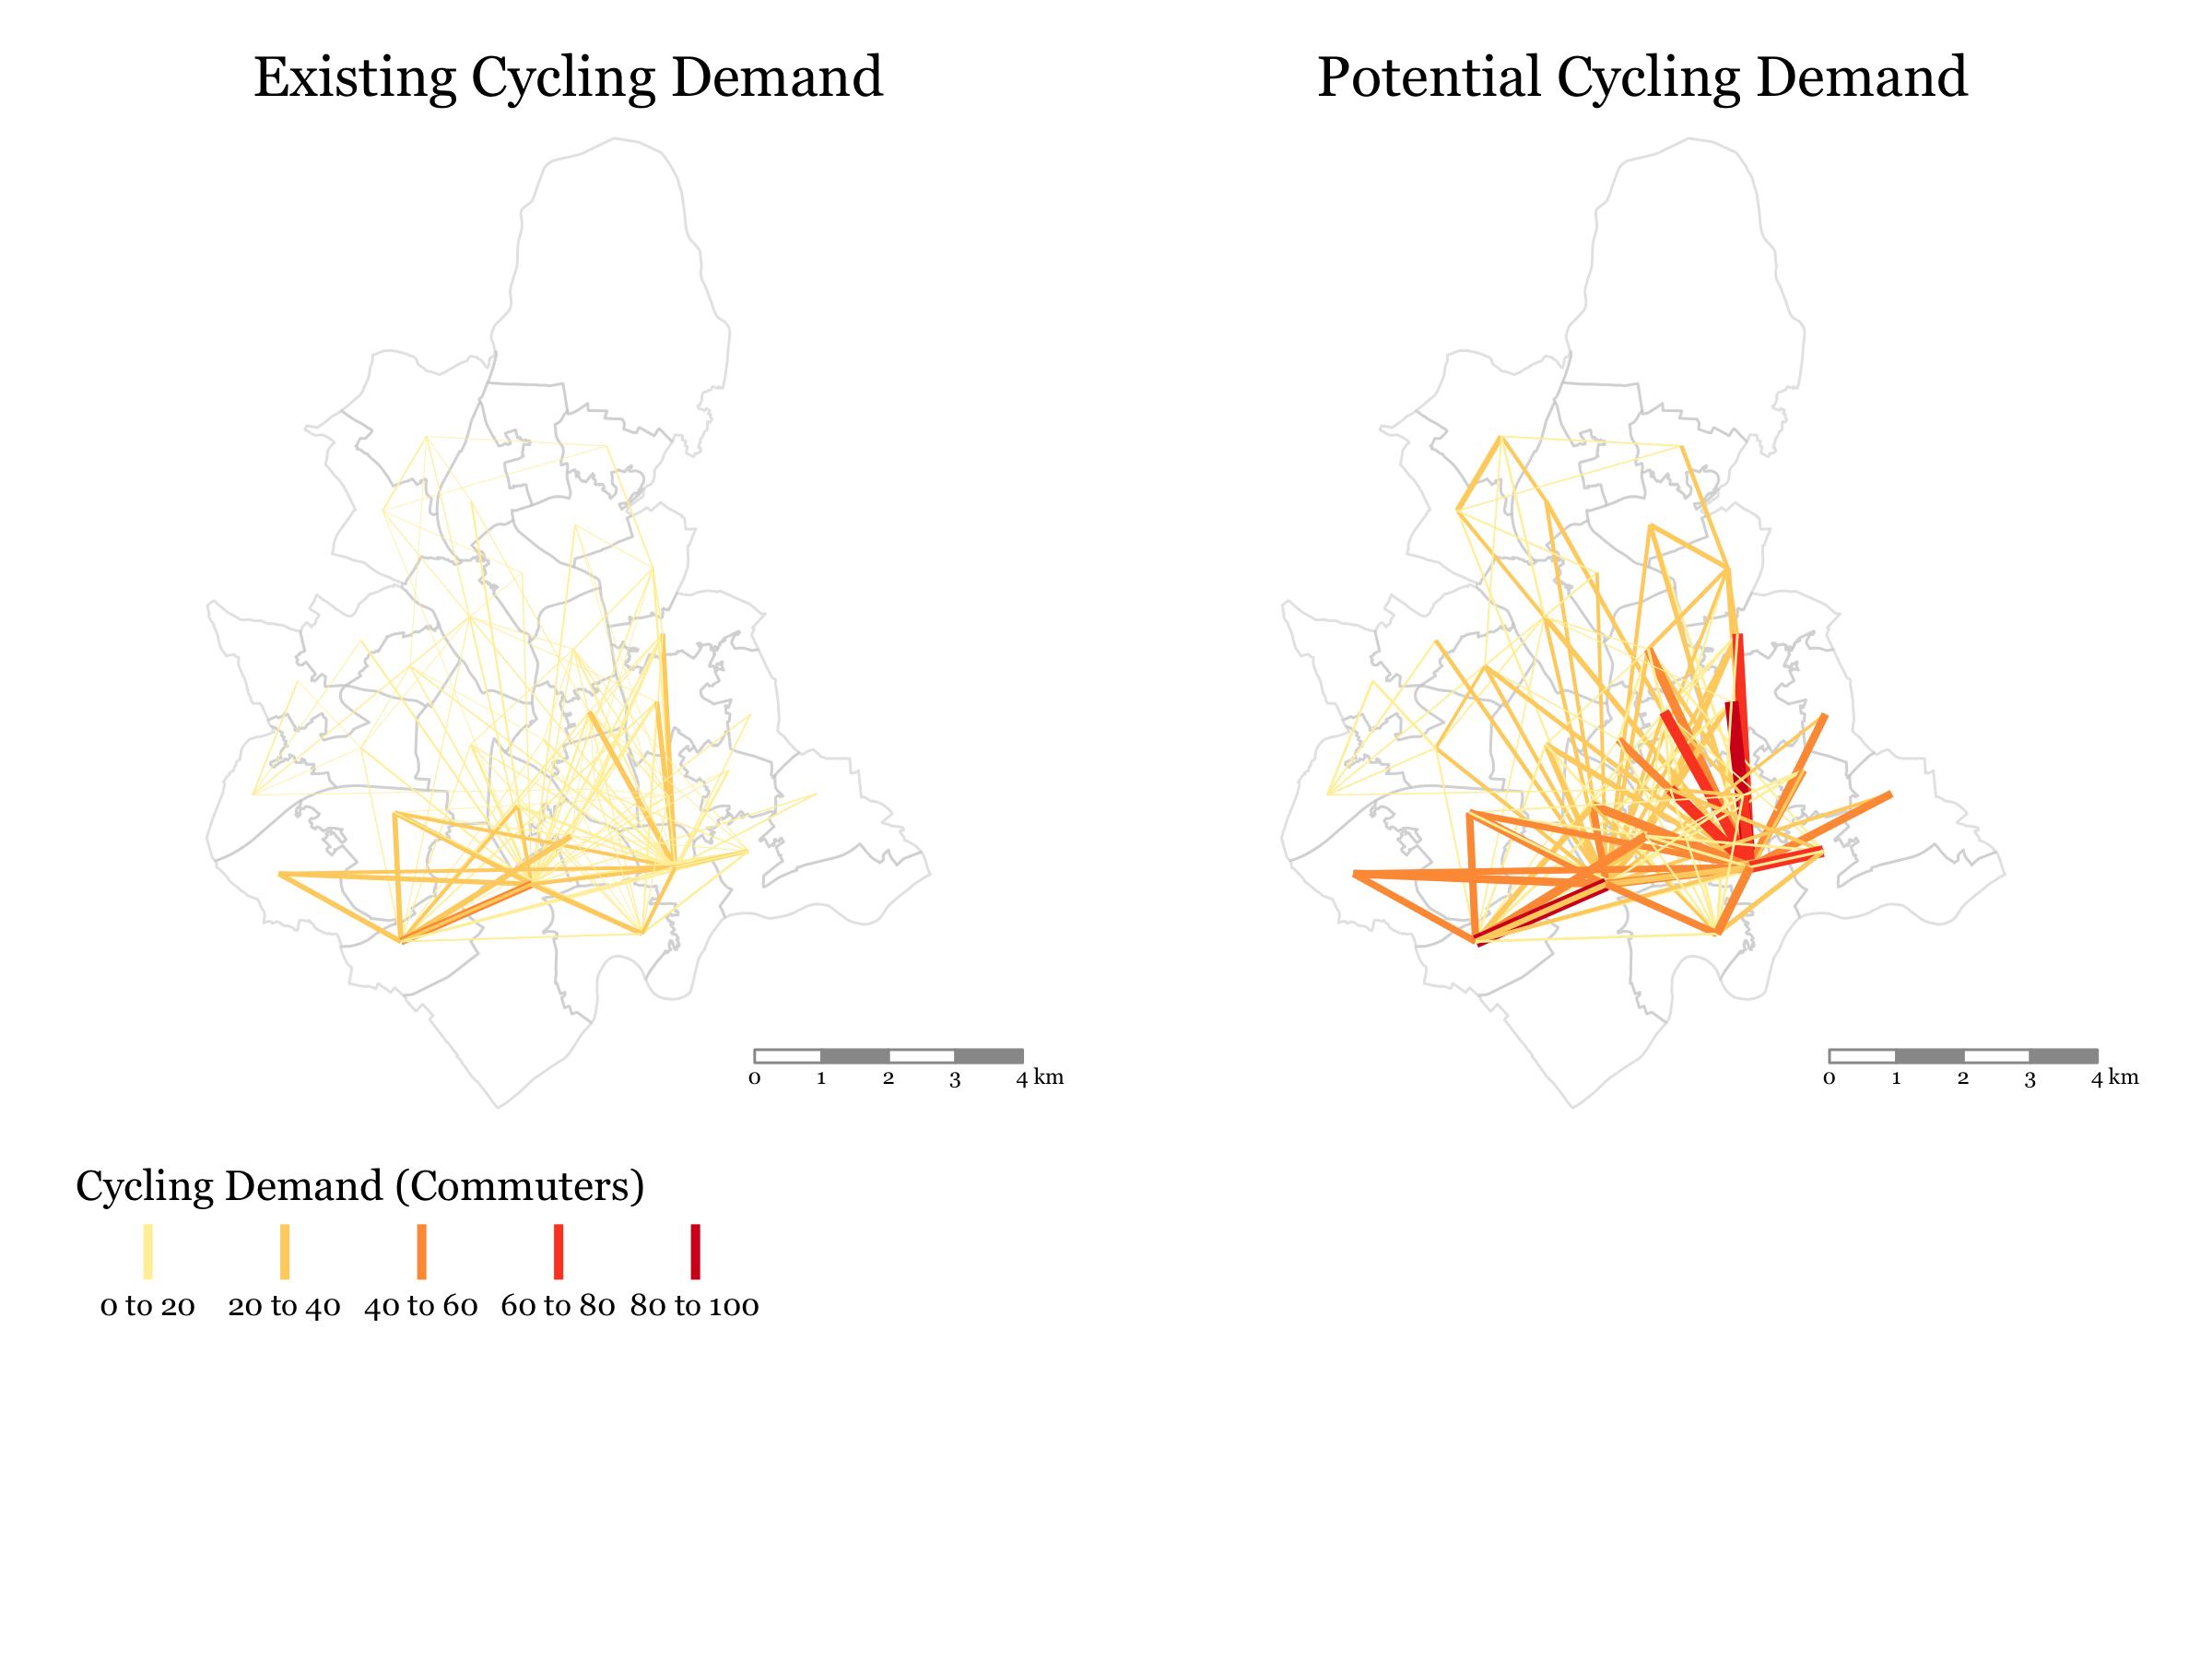 Existing Cycling Demand
Potential Cycling Demand
0 1 2 3 4 km
0 1 2 3 4 km
Cycling Demand (Commuters)
0 to 20 20 to 40 40 to 60 60 to 80 80 to 100